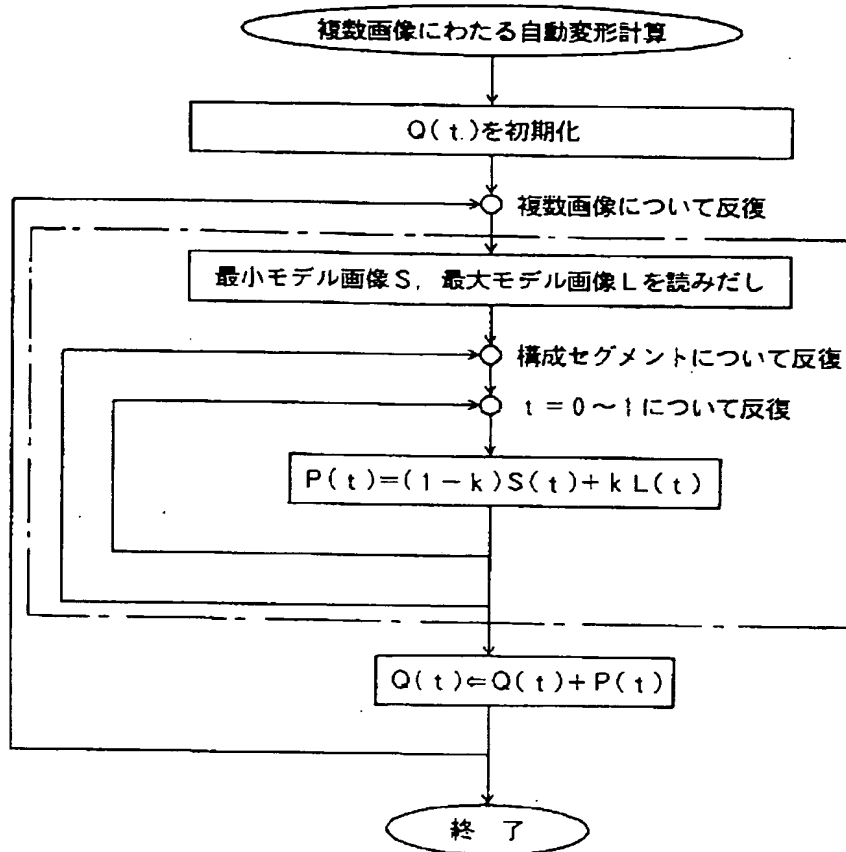 複数画像にわたる自動変形計算
Q(t.)を初期化
複数画像について反復
最小モデル画像S,最大モデル画像Lを読みだし
構成セグメントについて反復
t=0~1について反復
P(t)=(1-k)S(t)+kL(t)
Q(t)⇐Q(t)+P(t)
終 了